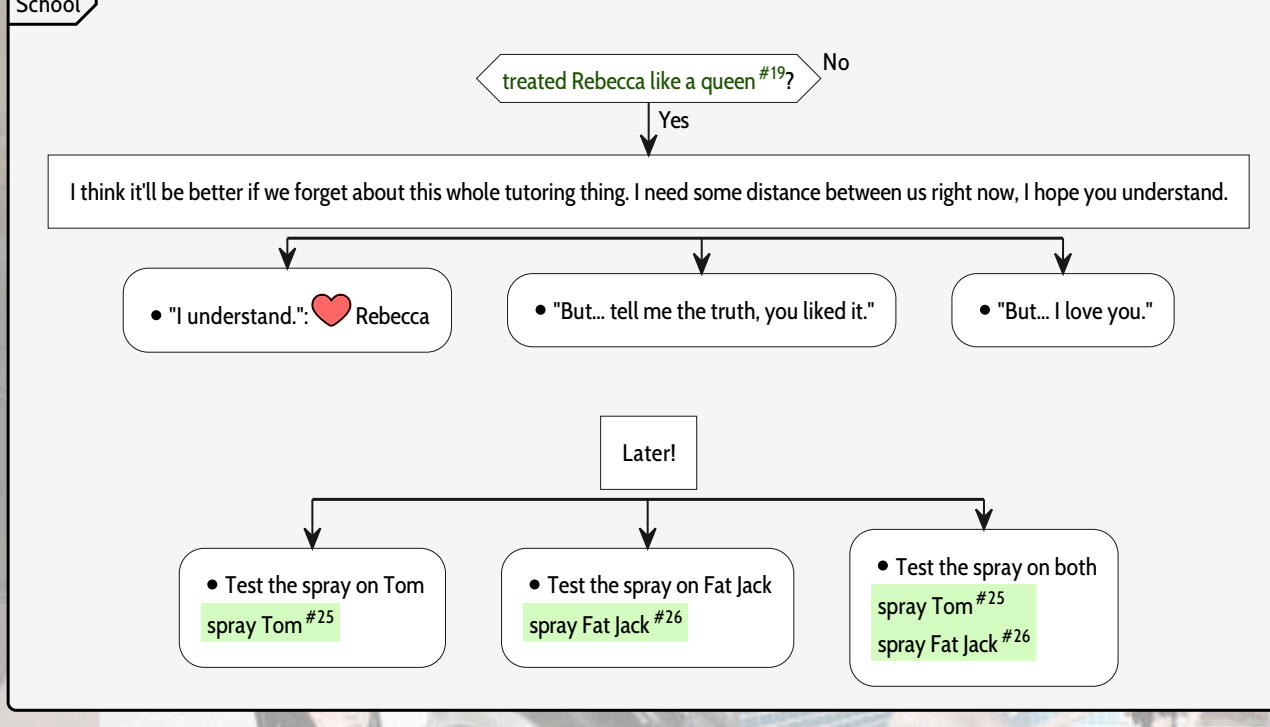 School
treated Rebecca like a queen #19?
No
Yes
I think it'll be better if we forget about this whole tutoring thing. I need some distance between us right now, I hope you understand.
• "I understand.": Rebecca
• "But... tell me the truth, you liked it."
• "But... I love you."
Later!
• Test the spray on Tom
spray Tom #25
• Test the spray on Fat Jack
spray Fat Jack #26
• Test the spray on both
spray Tom #25
spray Fat Jack #26